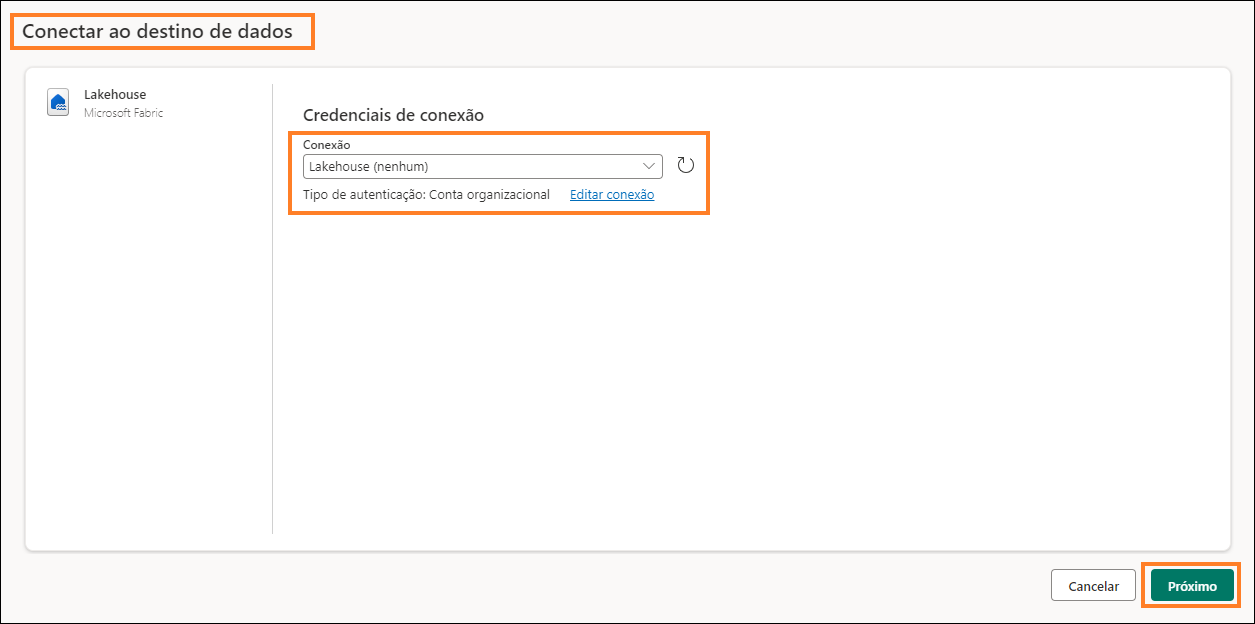 Conectar ao destino de dados
Lakehouse
Microsoft Fabric
Credenciais de conexão
Conexão
Lakehouse (nenhum)
Tipo de autenticação: Conta organizacional Editar conexão
Cancelar Próximo